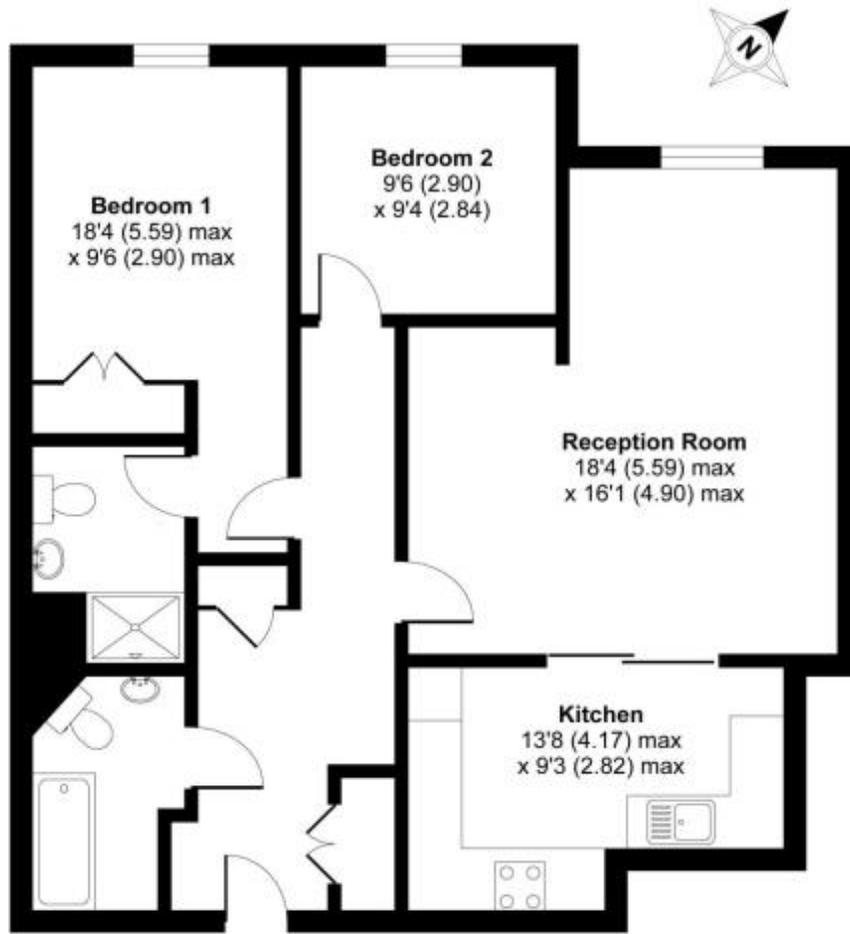 N
Bedroom 1
18'4 (5.59) max
x 9'6 (2.90) max
Bedroom 2
9'6 (2.90)
x 9'4 (2.84)
Reception Room
18'4 (5.59) max
x 16'1 (4.90) max
Kitchen
13'8 (4.17) max
x 9'3 (2.82) max